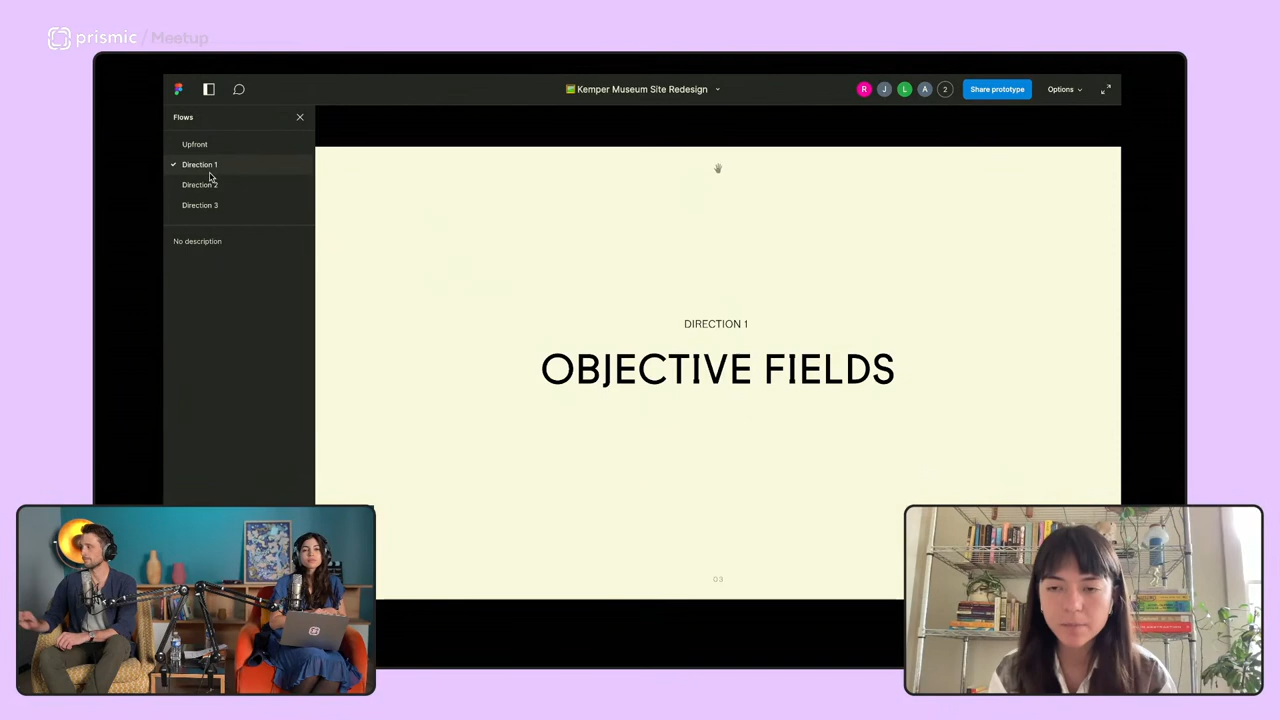 prismic / Meetup
Kemper Museum Site Redesign
R J L A 2
Share prototype
Options
Flows
Upfront
Direction 1
Direction 2
Direction 3
No description
DIRECTION 1
OBJECTIVE FIELDS
03